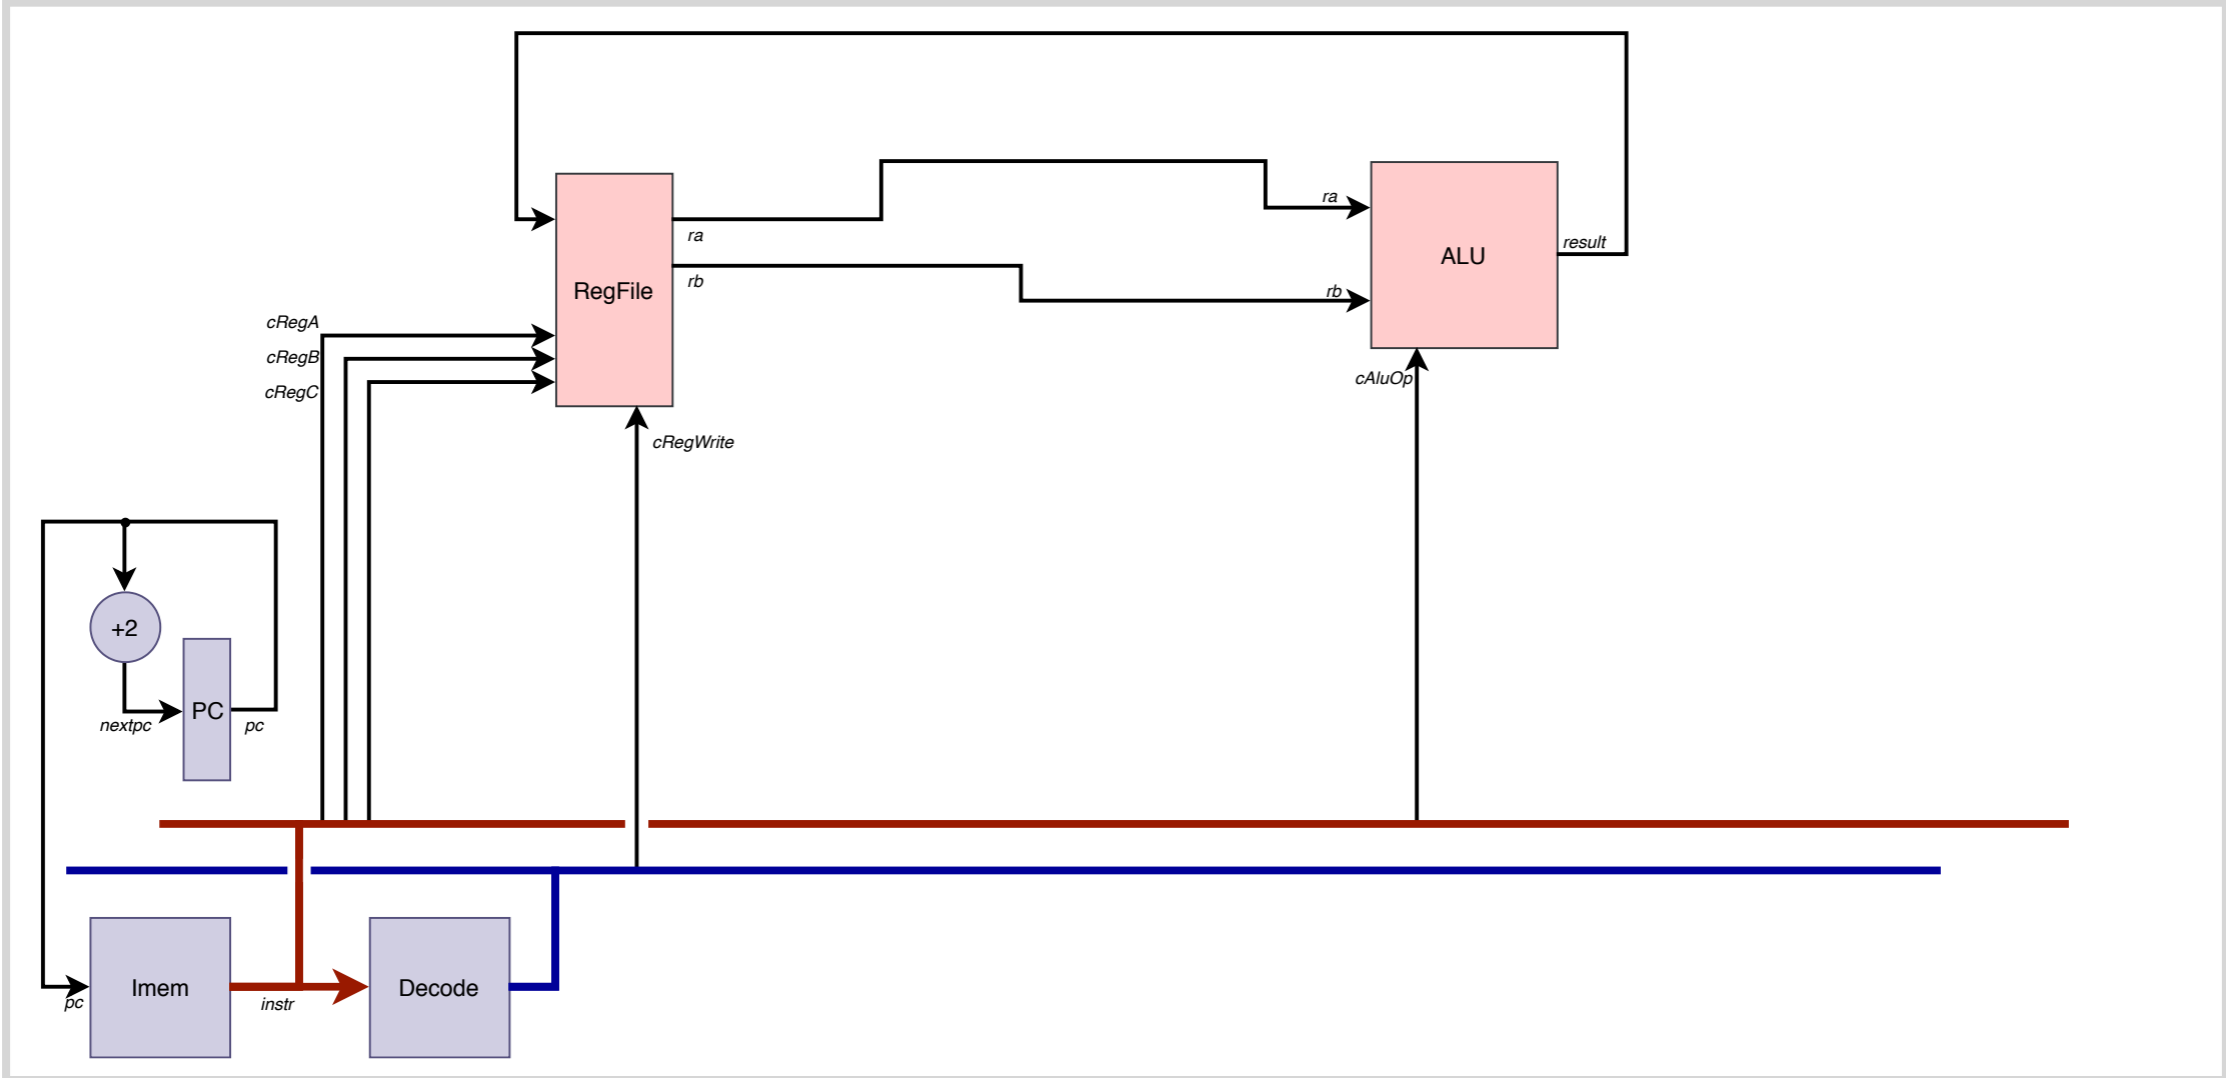 ra
result
ra
rb
RegFile
ALU
rb
cRegA
cRegB
cRegC
cAluOp
cRegWrite
+2
PC
nextpc
pc
Imem
Decode
pc
instr